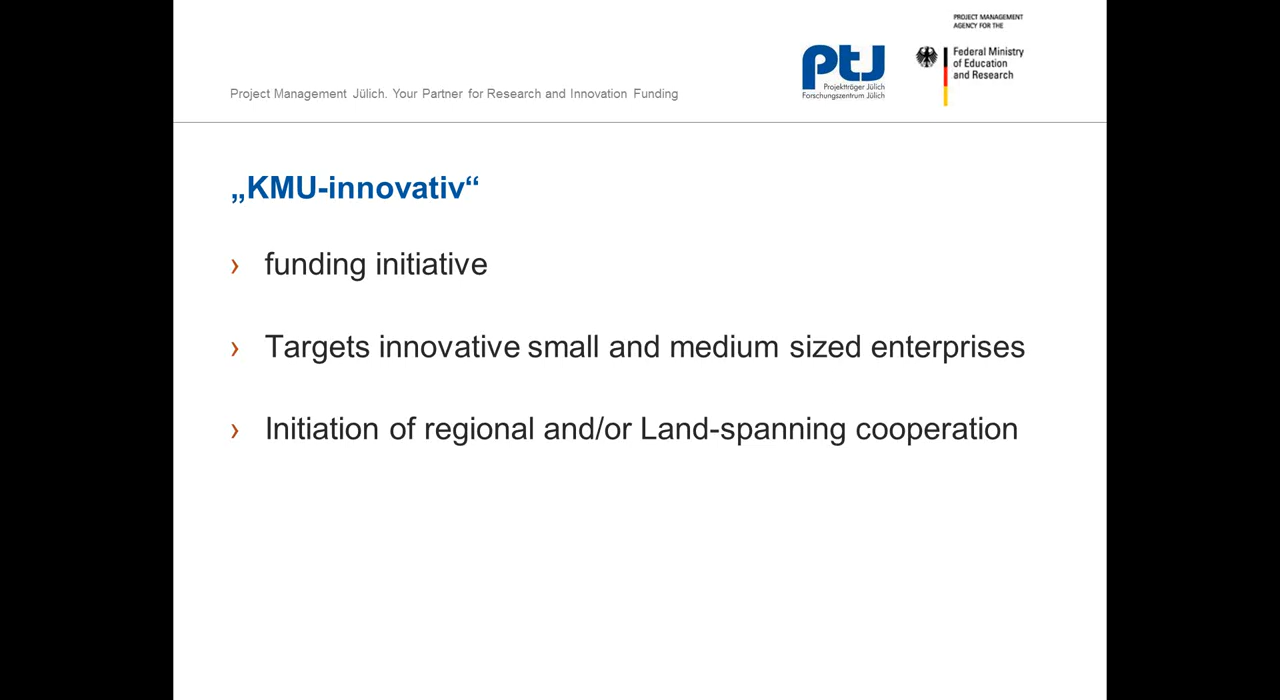 PROJECT MANAGEMENT
AGENCY FOR THE
ptJ
Federal Ministry
of Education
and Research
Projektträger Jülich
Forschungszentrum Jülich
Project Management Jülich. Your Partner for Research and Innovation Funding
„KMU-innovativ“
› funding initiative
› Targets innovative small and medium sized enterprises
› Initiation of regional and/or Land-spanning cooperation